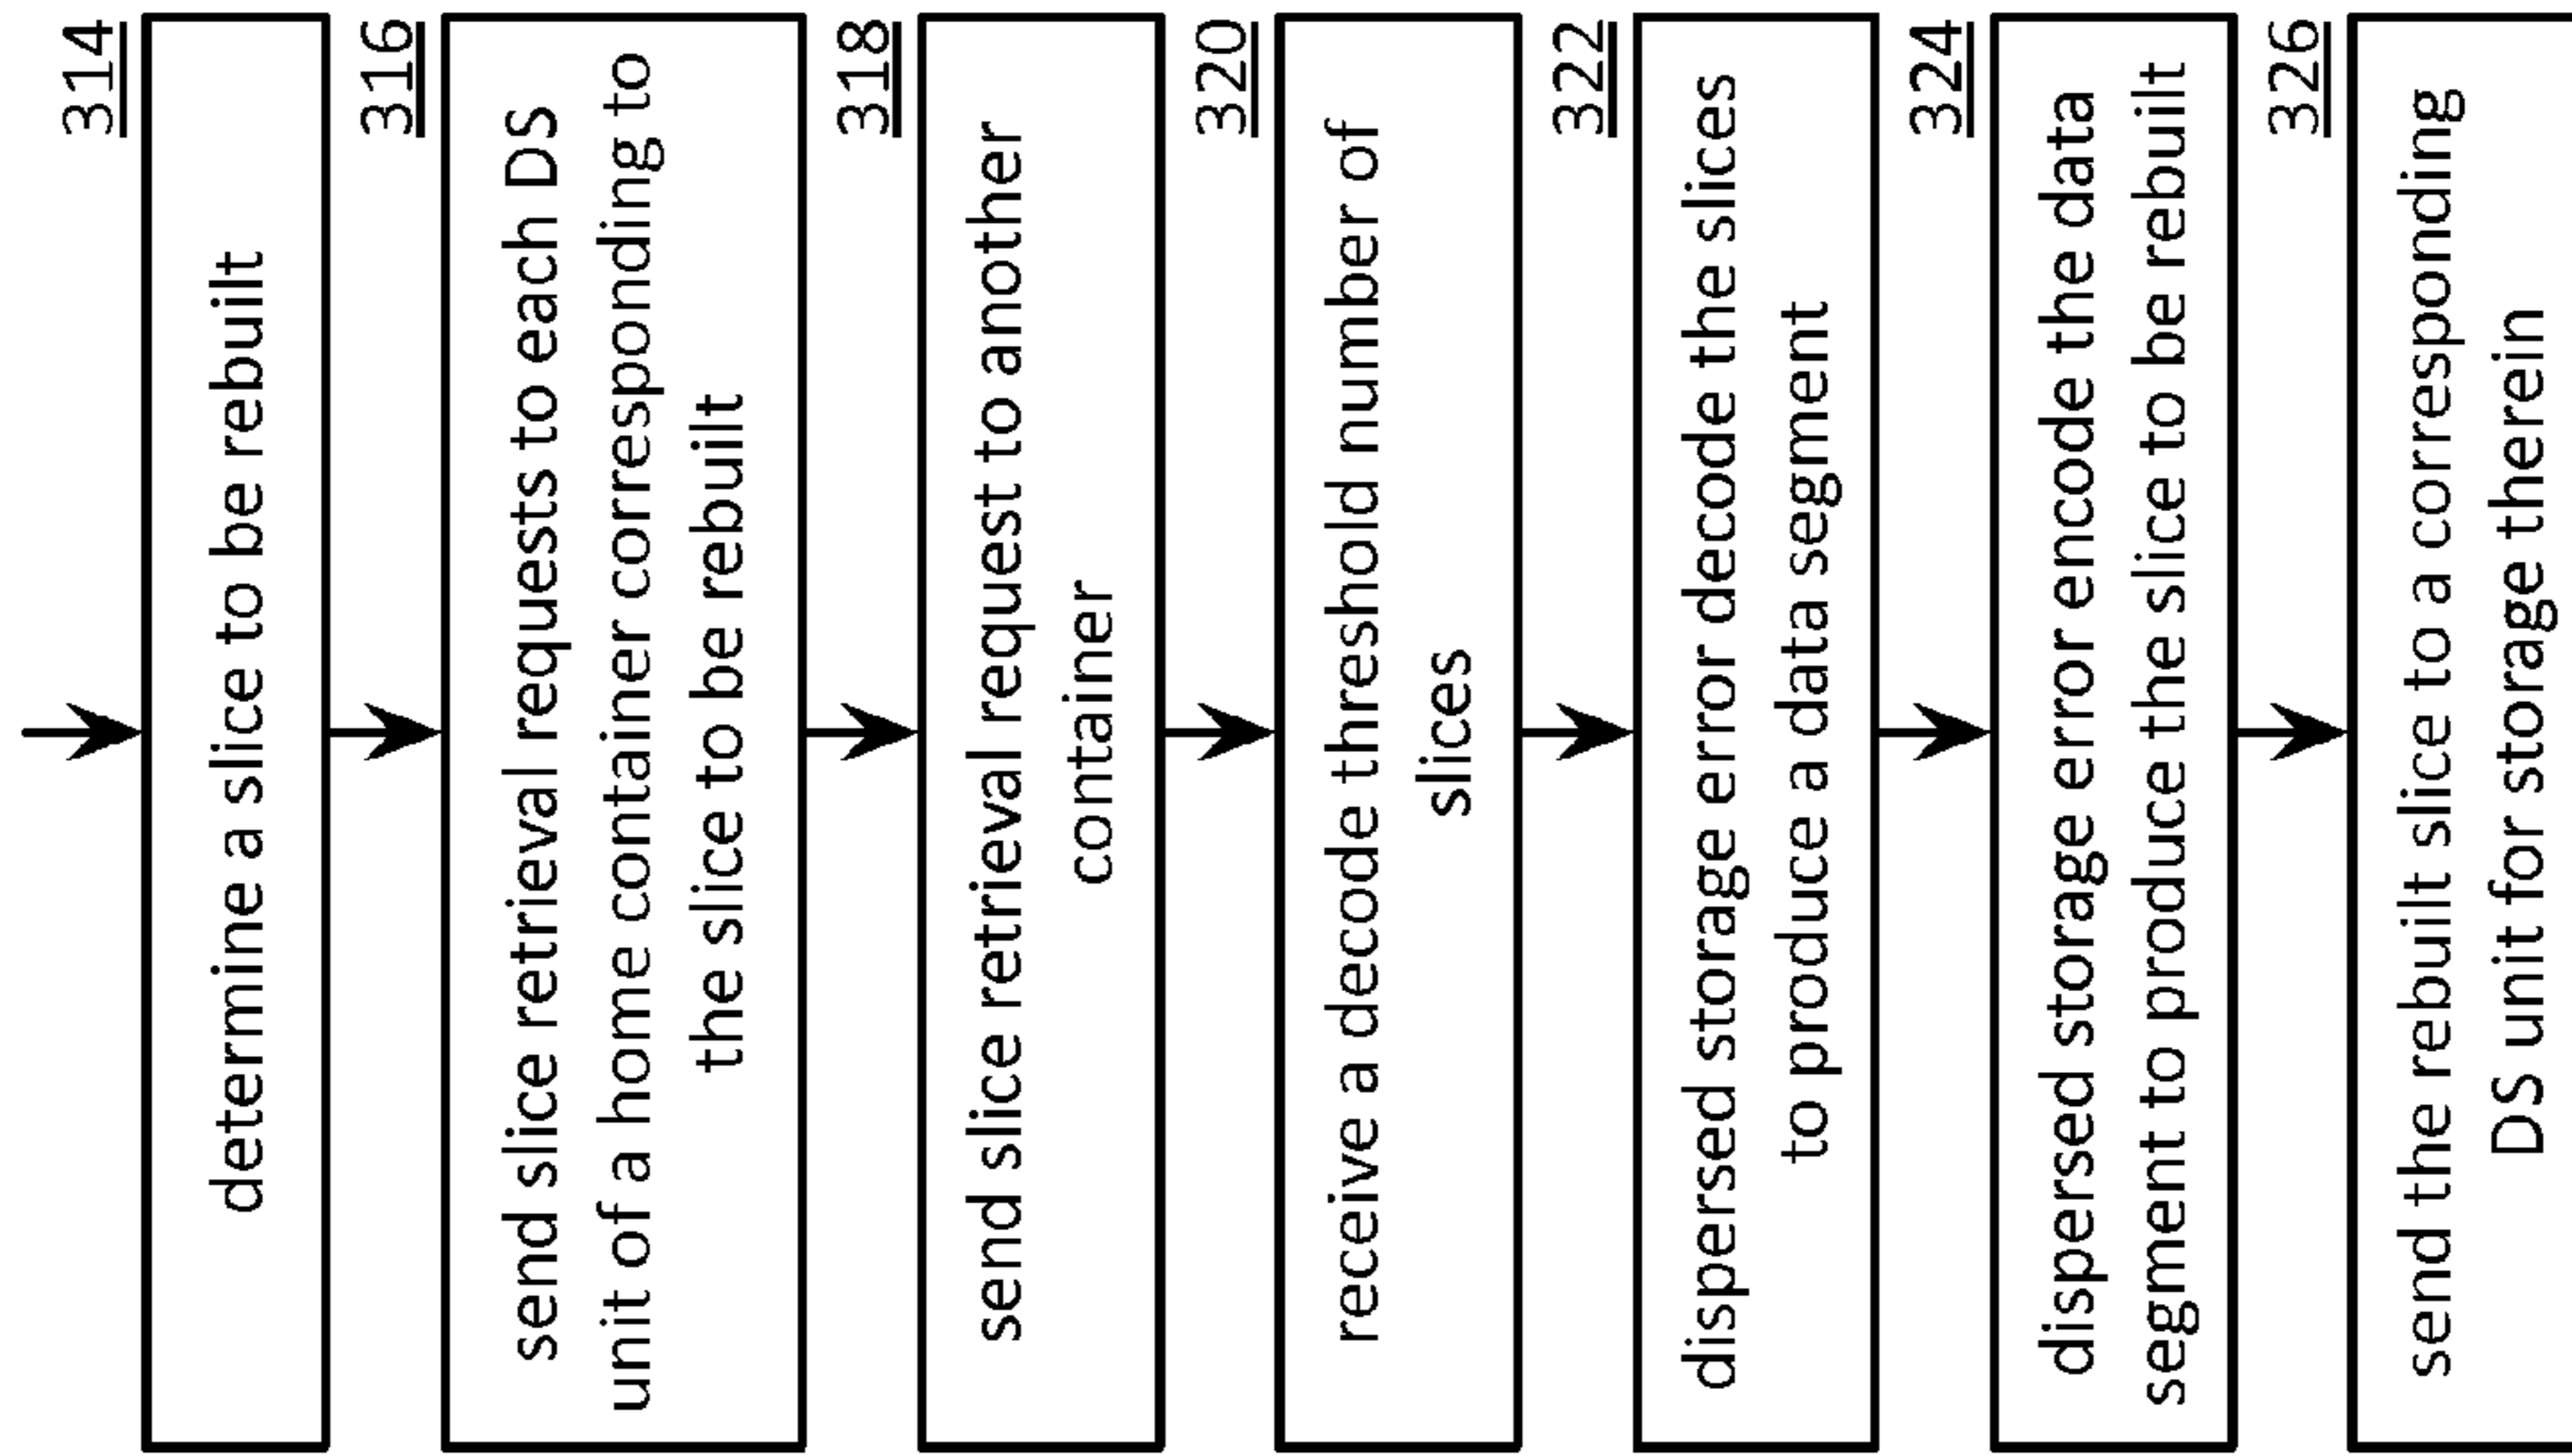 314
determine a slice to be rebuilt
316
send slice retrieval requests to each DS
unit of a home container corresponding to
the slice to be rebuilt
318
send slice retrieval request to another
container
320
receive a decode threshold number of
slices
322
dispersed storage error decode the slices
to produce a data segment
324
dispersed storage error encode the data
segment to produce the slice to be rebuilt
326
send the rebuilt slice to a corresponding
DS unit for storage therein